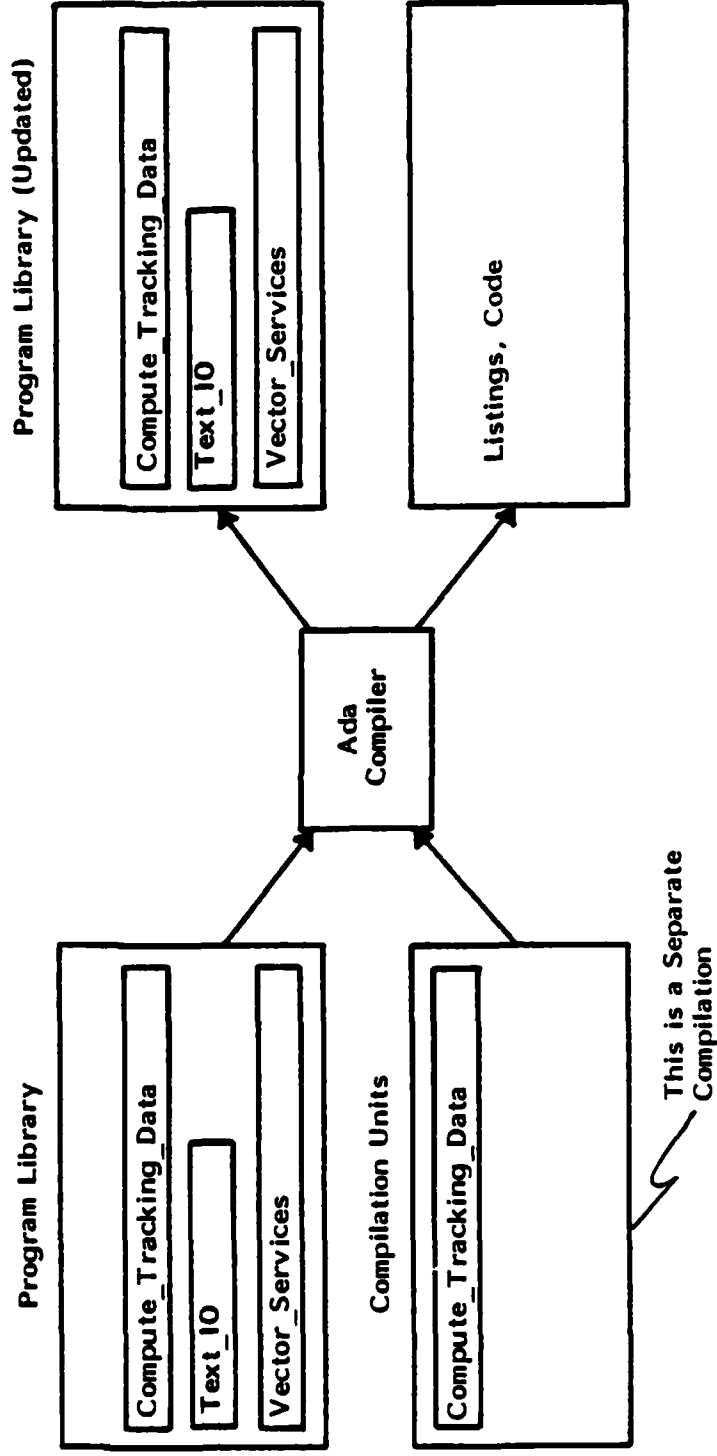 Program Library
Compute_Tracking_Data
Text_IO
Vector_Services
Compilation Units
Compute_Tracking_Data
This is a Separate
Compilation
Ada
Compiler
Program Library (Updated)
Compute_Tracking_Data
Text_IO
Vector_Services
Listings, Code